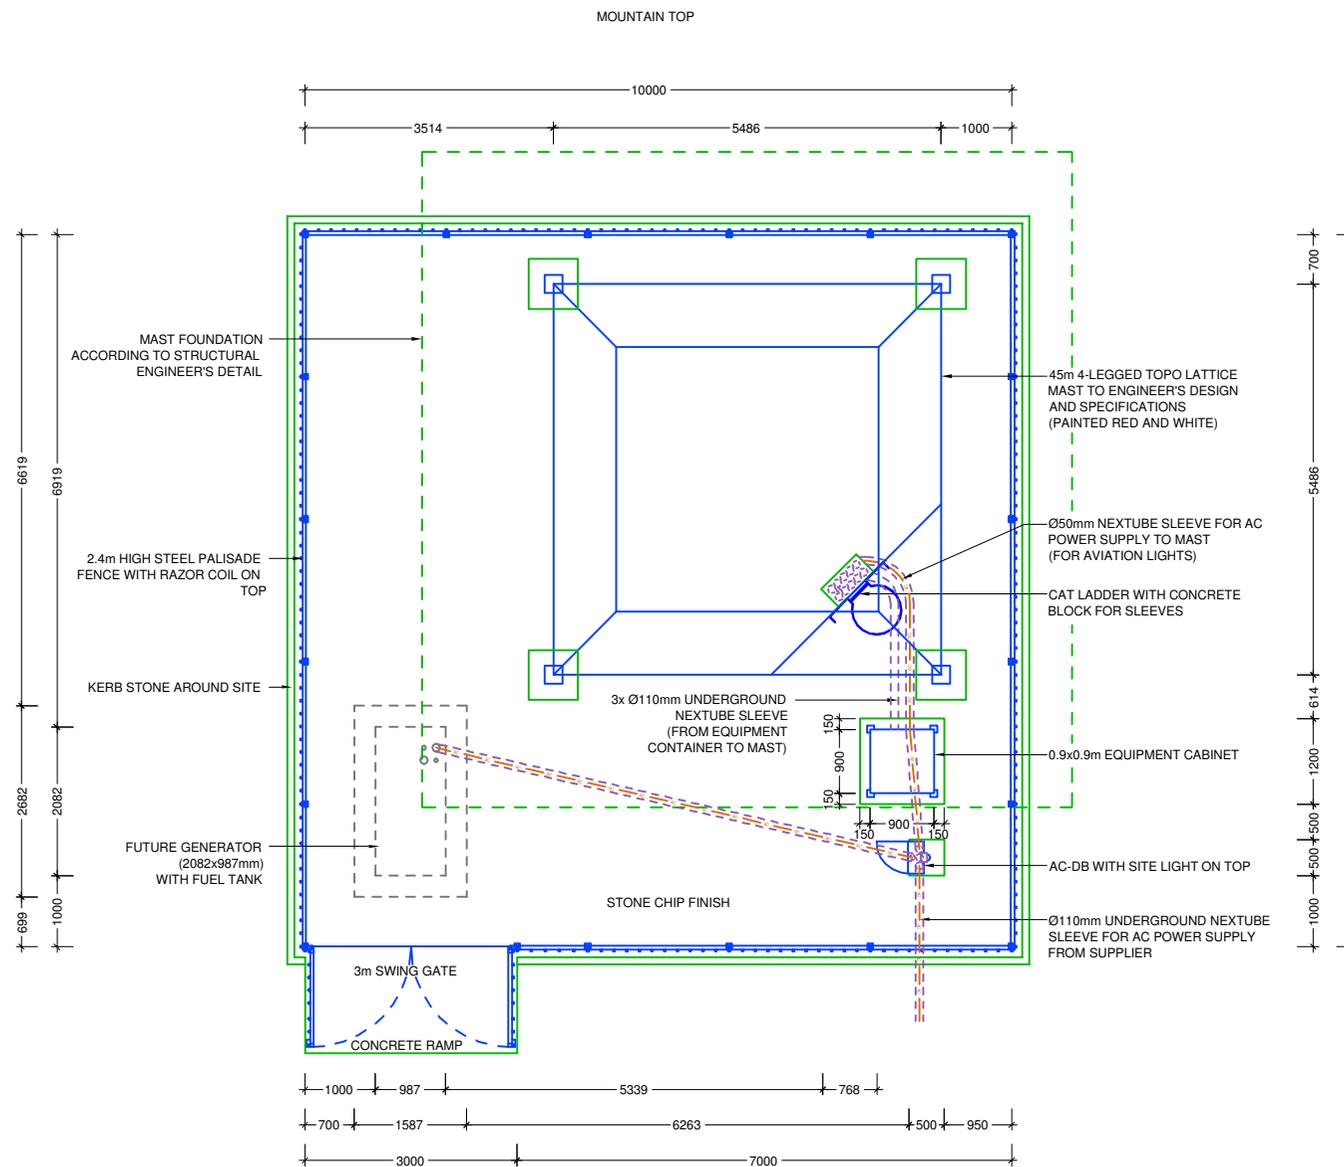 MOUNTAIN TOP
10000
3514
5486
1000
700
MAST FOUNDATION
ACCORDING TO STRUCTURAL
ENGINEER'S DETAIL
45m 4-LEGGED TOPO LATTICE
MAST TO ENGINEER'S DESIGN
AND SPECIFICATIONS
(PAINTED RED AND WHITE)
6619
6919
5486
Ø50mm NEXTUBE SLEEVE FOR AC
POWER SUPPLY TO MAST
(FOR AVIATION LIGHTS)
2.4m HIGH STEEL PALISADE
FENCE WITH RAZOR COIL ON
TOP
CAT LADDER WITH CONCRETE
BLOCK FOR SLEEVES
KERB STONE AROUND SITE
3x Ø110mm UNDERGROUND
NEXTUBE SLEEVE
(FROM EQUIPMENT
CONTAINER TO MAST)
614
150
900
150
0.9x0.9m EQUIPMENT CABINET
1200
2682
2082
150
900
150
500
FUTURE GENERATOR
(2082x987mm)
WITH FUEL TANK
AC-DB WITH SITE LIGHT ON TOP
500
STONE CHIP FINISH
699
1000
Ø110mm UNDERGROUND NEXTUBE
SLEEVE FOR AC POWER SUPPLY
FROM SUPPLIER
1000
3m SWING GATE
CONCRETE RAMP
1000
987
5339
768
700
1587
6263
500
950
3000
7000